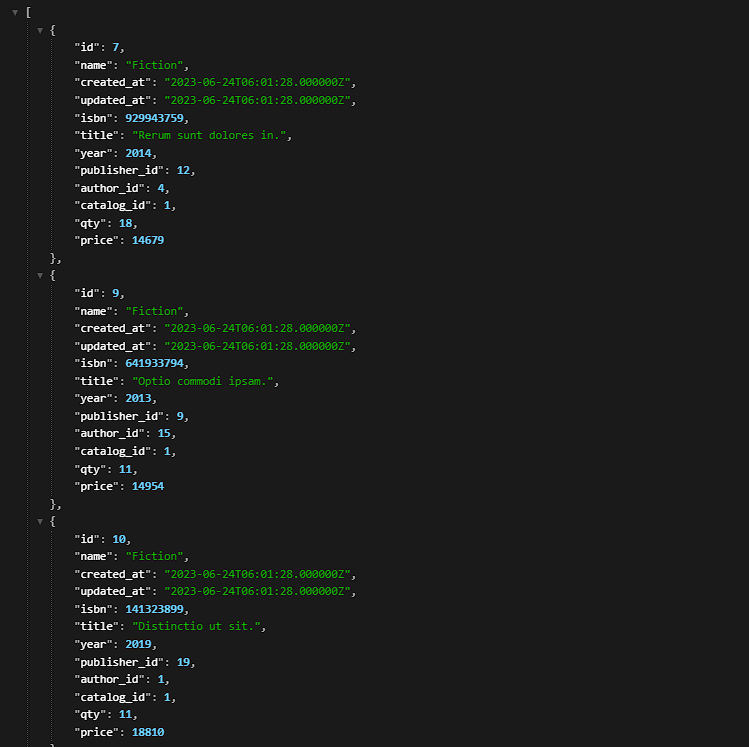 [
{
"id": 7,
"name": "Fiction",
"created_at": "2023-06-24T06:01:28.000000Z",
"updated_at": "2023-06-24T06:01:28.000000Z",
"isbn": 929943759,
"title": "Rerum sunt dolores in.",
"year": 2014,
"publisher_id": 12,
"author_id": 4,
"catalog_id": 1,
"qty": 18,
"price": 14679
},
{
"id": 9,
"name": "Fiction",
"created_at": "2023-06-24T06:01:28.000000Z",
"updated_at": "2023-06-24T06:01:28.000000Z",
"isbn": 641933794,
"title": "Optio commodi ipsam.",
"year": 2013,
"publisher_id": 9,
"author_id": 15,
"catalog_id": 1,
"qty": 11,
"price": 14954
},
{
"id": 10,
"name": "Fiction",
"created_at": "2023-06-24T06:01:28.000000Z",
"updated_at": "2023-06-24T06:01:28.000000Z",
"isbn": 141323899,
"title": "Distinctio ut sit.",
"year": 2019,
"publisher_id": 19,
"author_id": 1,
"catalog_id": 1,
"qty": 11,
"price": 18810